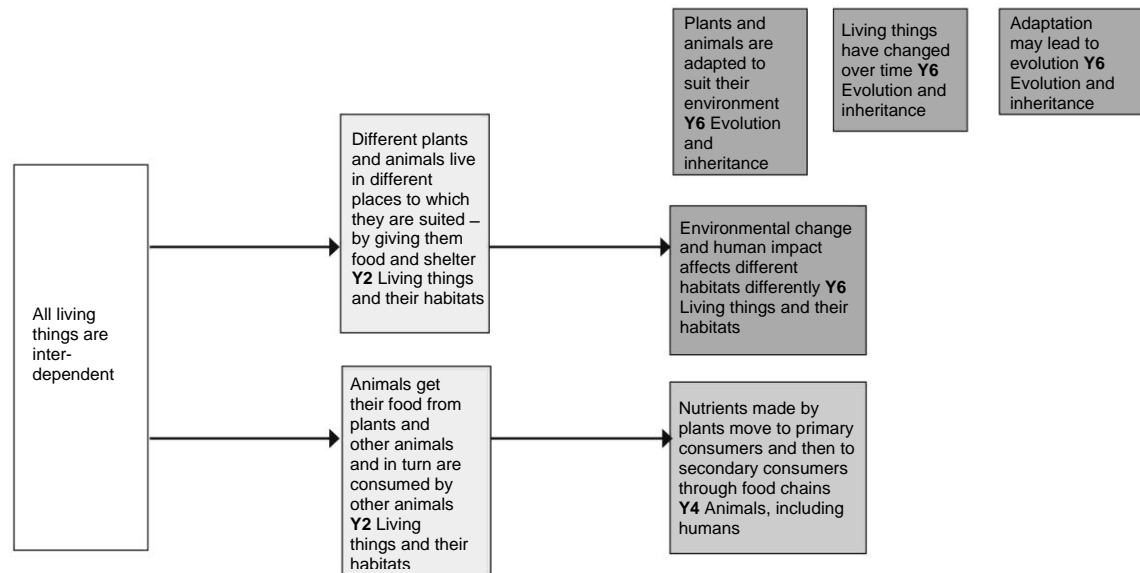 All living
things are
inter-
dependent
Different plants
and animals live
in different
places to which
they are suited –
by giving them
food and shelter
Y2 Living things
and their habitats
Animals get
their food from
plants and
other animals
and in turn are
consumed by
other animals
Y2 Living
things and their
habitats
Plants and
animals are
adapted to
suit their
environment
Y6 Evolution
and
inheritance
Living things
have changed
over time Y6
Evolution and
inheritance
Adaptation
may lead to
evolution Y6
Evolution and
inheritance
Environmental change
and human impact
affects different
habitats differently Y6
Living things and their
habitats
Nutrients made by
plants move to primary
consumers and then to
secondary consumers
through food chains
Y4 Animals, including
humans